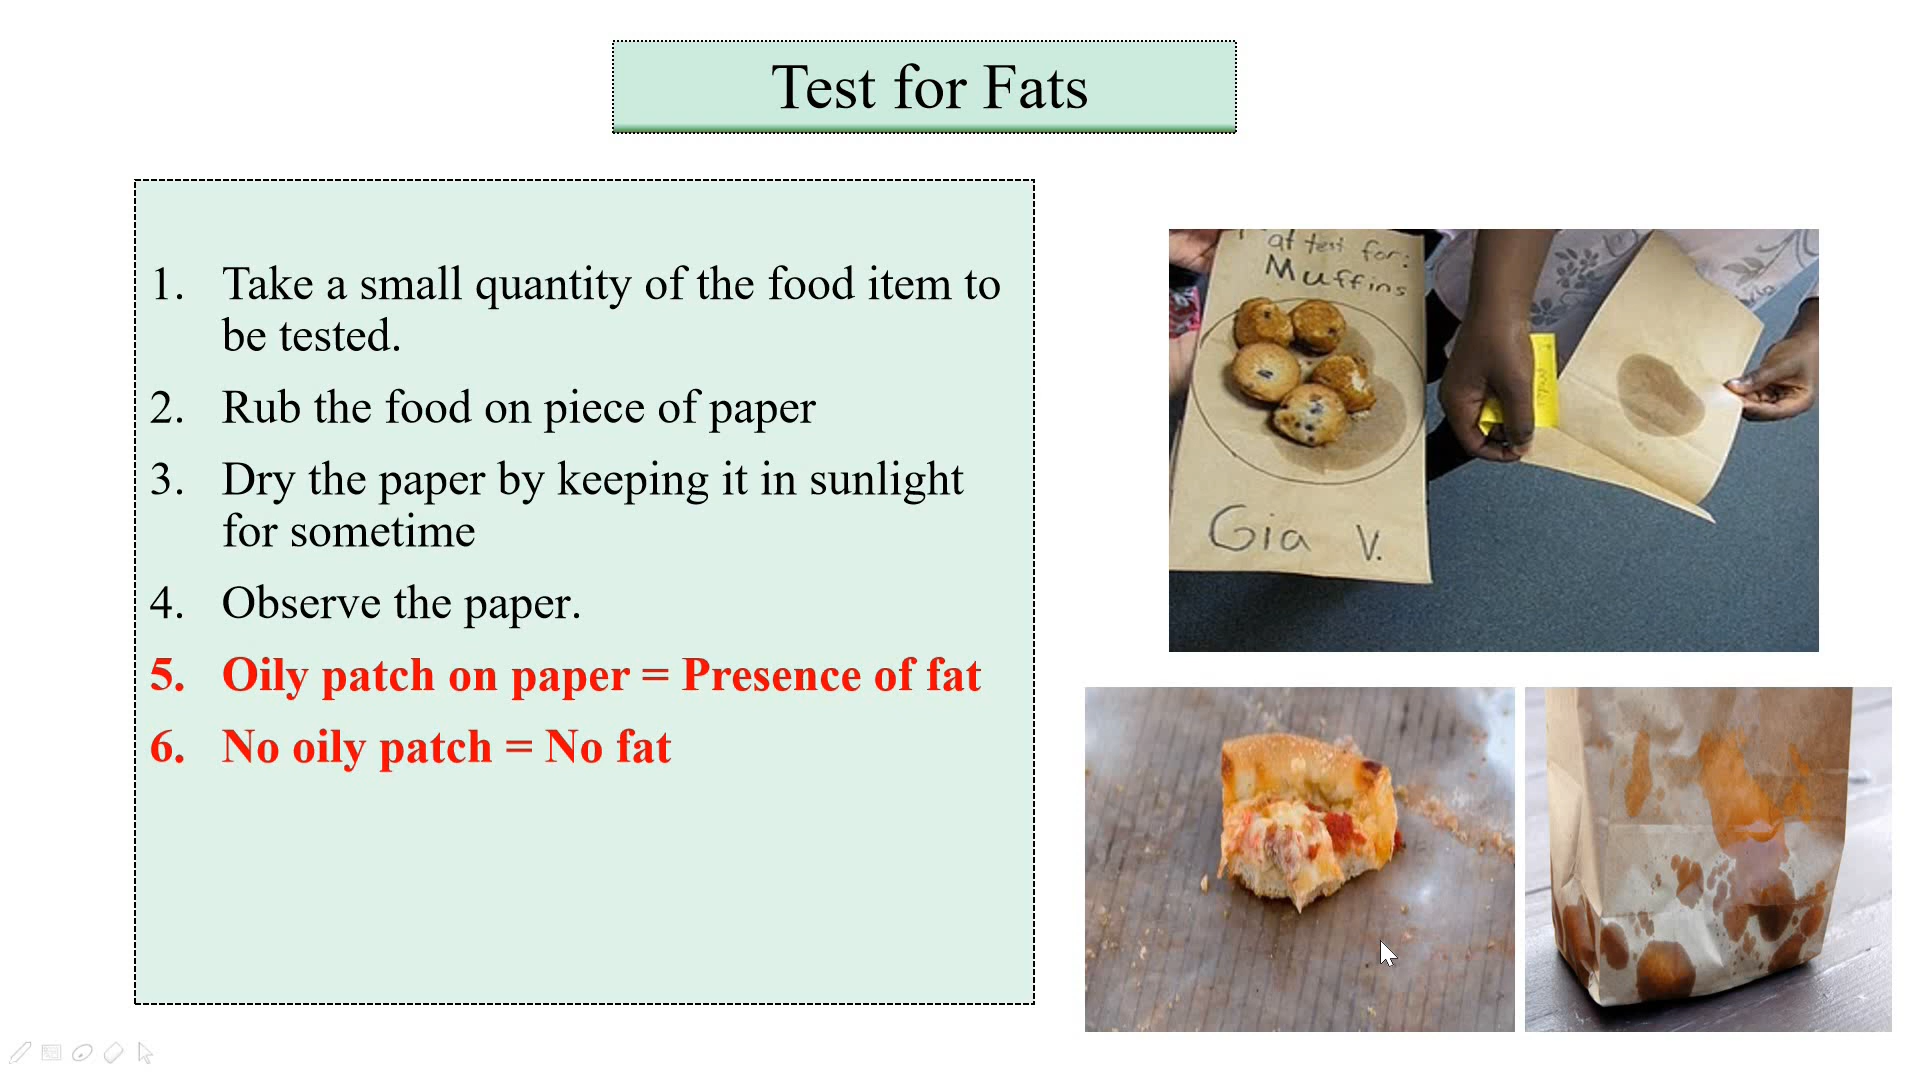 Test for Fats
1. Take a small quantity of the food item to
be tested.
2. Rub the food on piece of paper
3. Dry the paper by keeping it in sunlight
for sometime
4. Observe the paper.
5. Oily patch on paper = Presence of fat
6. No oily patch = No fat
at test for:
Muffins
Gia V.